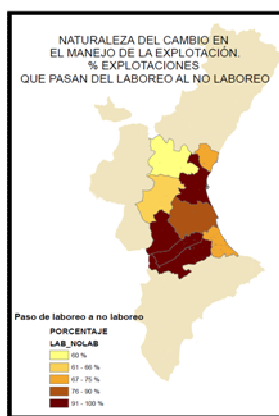 NATURALEZA DEL CAMBIO EN
EL MANEJO DE LA EXPLOTACIÓN.
% EXPLOTACIONES
QUE PASAN DEL LABOREO AL NO LABOREO
Paso de laboreo a no laboreo
PORCENTAJE
LAB_NOLAB
60 %
61 - 66 %
67 - 75 %
76 - 90 %
91 - 100 %